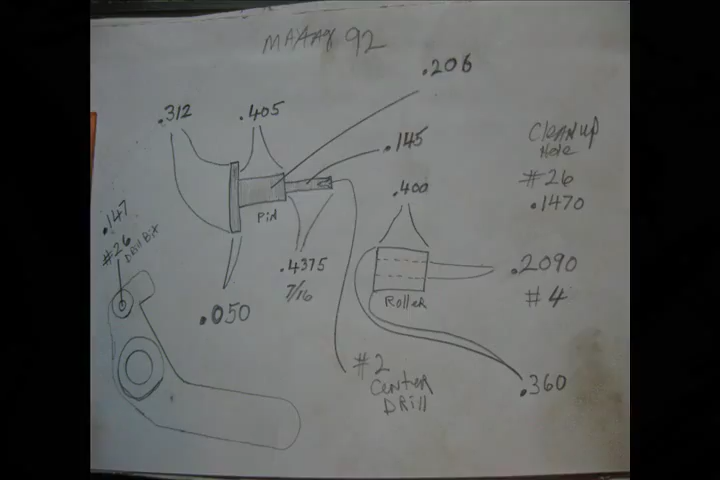 MAYtAg 92
.206
.312
.405
.145
Pin
.4375
7/16
.050
.147
#26
Drill Bit
.400
Roller
.2090
#4
.360
#2
Center
Drill
Cleanup
Hole
#26
.1470